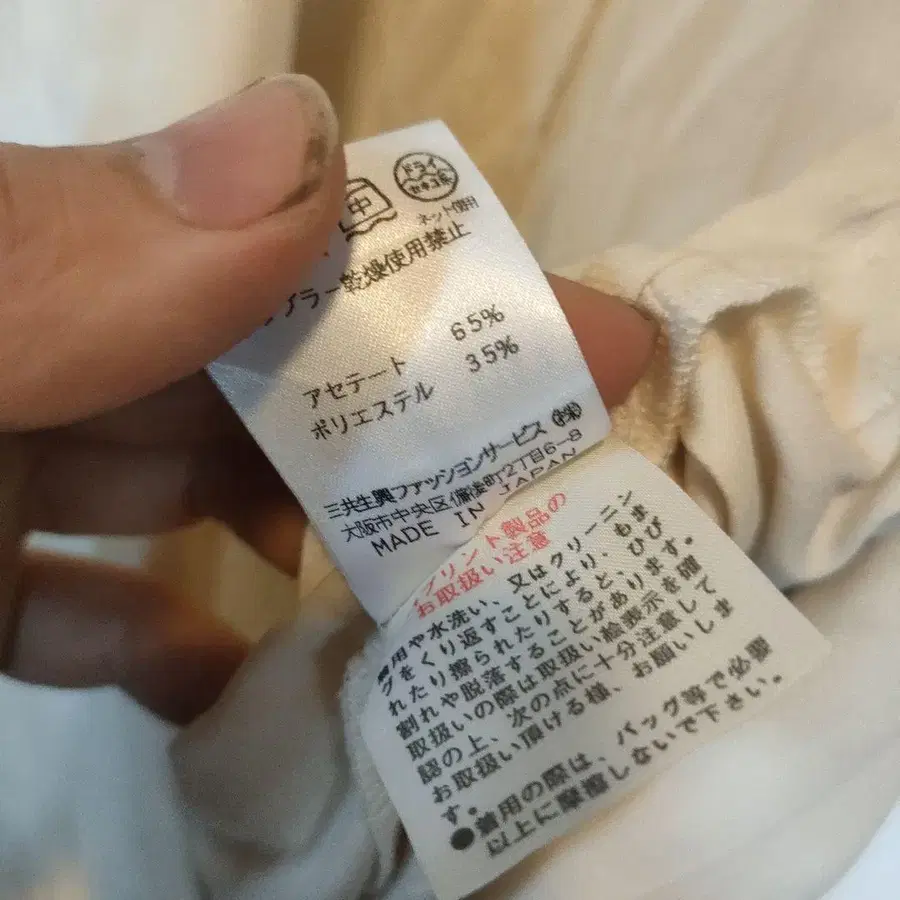 中
ドライ
セキユ系
ネット使用
ブラー乾燥使用禁止
アセテート 65%
ポリエステル 35%
三共生興ファッションサービス㈱
大阪市中央区備後町2丁目6-8
MADE IN JAPAN
プリント製品の
お取扱い注意
着用や水洗い、又はクリーニン
グをくり返すことにより、もま
れたり擦られたりすると、ひび
割れや脱落することがあります。
取扱いの際は取扱い絵表示を確
認の上、次の点に十分注意して
お取扱い頂ける様、お願いしま
す。
●着用の際は、バッグ等で必要
以上に摩擦しないで下さい。